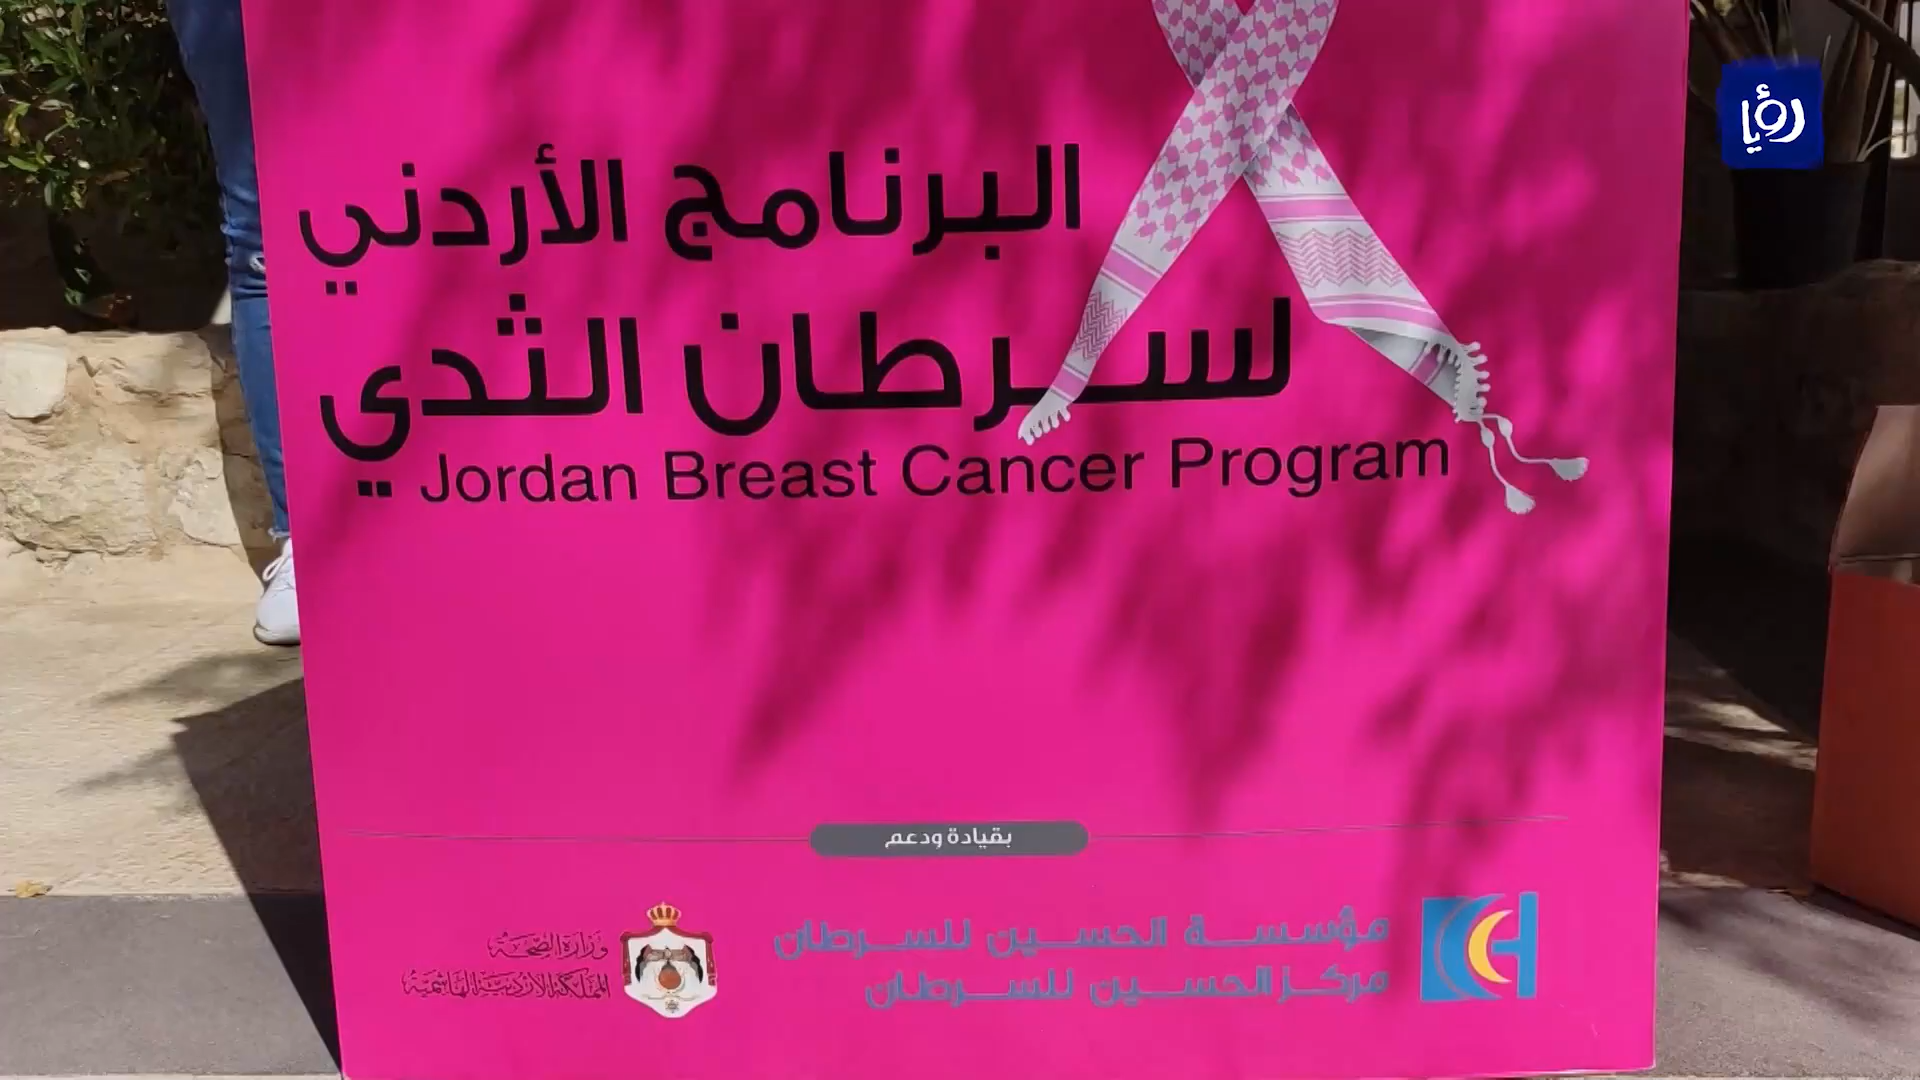 رؤيا
البرنامج الأردني
لسرطان الثدي
Jordan Breast Cancer Program
بقيادة ودعم
مؤسسة الحسين للسرطان
مركز الحسين للسرطان
وزارة الصحة
المملكة الأردنية الهاشمية